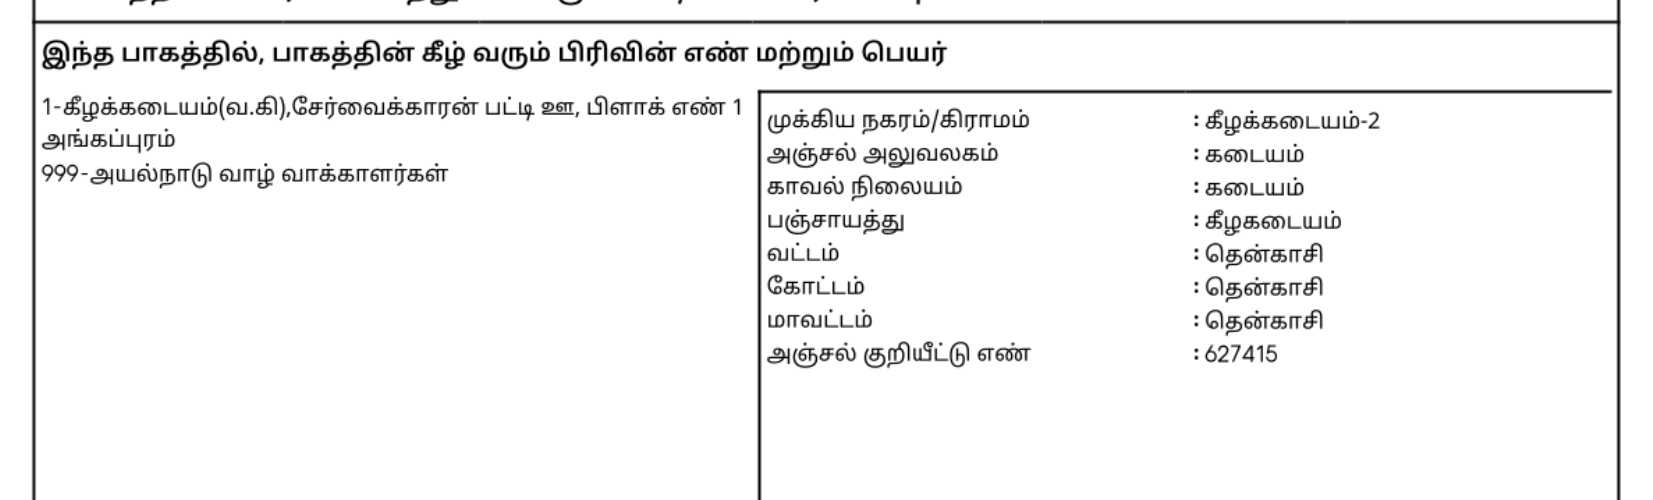 இந்த பாகத்தில், பாகத்தின் கீழ் வரும் பிரிவின் எண் மற்றும் பெயர்
1-கீழக்கடையம்(வ.கி),சேர்வைக்காரன் பட்டி ஊ, பிளாக் எண் 1
அங்கப்புரம்
999-அயல்நாடு வாழ் வாக்காளர்கள்
முக்கிய நகரம்/கிராமம் : கீழக்கடையம்-2
அஞ்சல் அலுவலகம் : கடையம்
காவல் நிலையம் : கடையம்
பஞ்சாயத்து : கீழகடையம்
வட்டம் : தென்காசி
கோட்டம் : தென்காசி
மாவட்டம் : தென்காசி
அஞ்சல் குறியீட்டு எண் : 627415